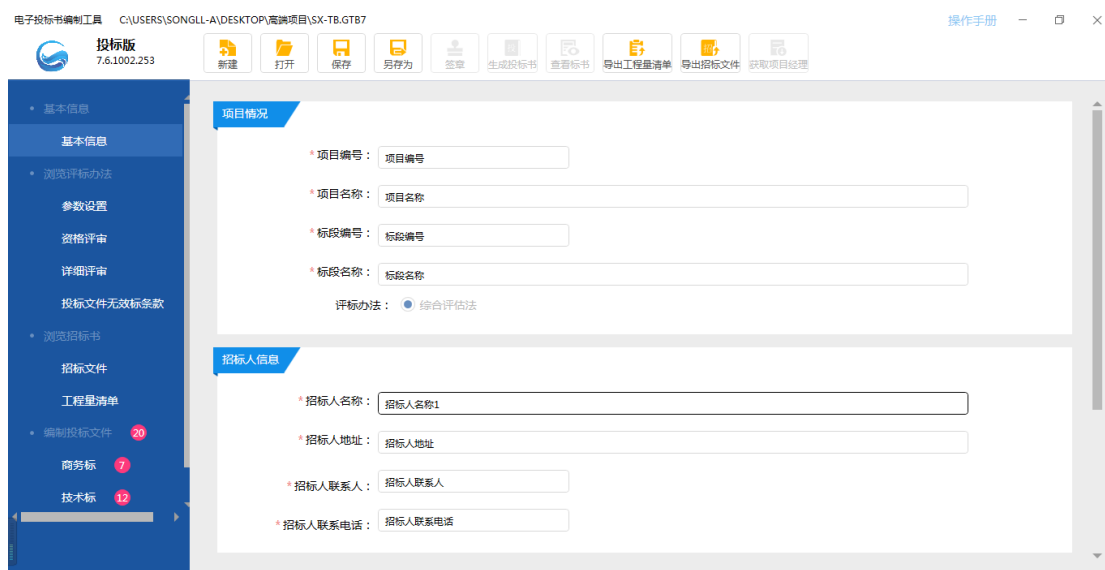 电子投标书编制工具 C:\USERS\SONGLL-A\DESKTOP\高端项目\SX-TB.GTB7 操作手册
投标版
7.6.1002.253
新建 打开 保存 另存为 签章 生成投标书 查看标书 导出工程量清单 导出招标文件 获取项目经理
基本信息
基本信息
浏览评标办法
参数设置
资格评审
详细评审
投标文件无效标条款
浏览招标书
招标文件
工程量清单
编制投标文件 20
商务标 7
技术标 12
项目情况
*项目编号： 项目编号
*项目名称： 项目名称
*标段编号： 标段编号
*标段名称： 标段名称
评标办法： 综合评估法
招标人信息
*招标人名称： 招标人名称1
*招标人地址： 招标人地址
*招标人联系人： 招标人联系人
*招标人联系电话： 招标人联系电话